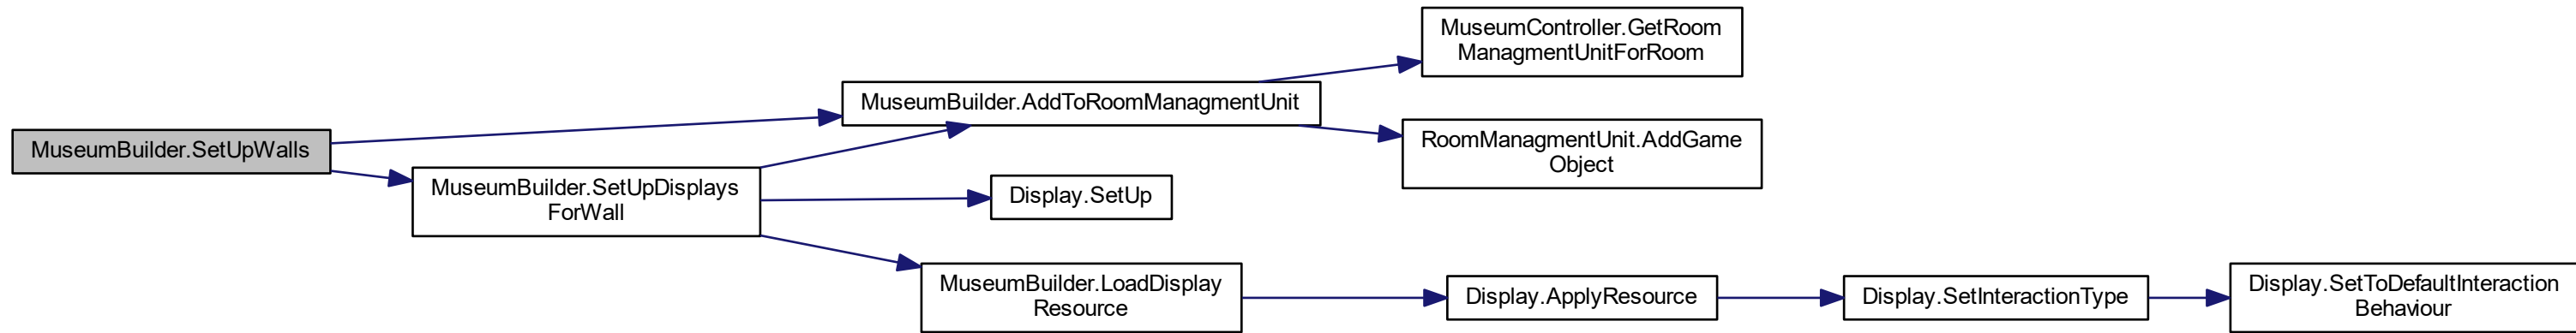 MuseumBuilder.SetUpWalls
MuseumBuilder.SetUpDisplays
ForWall
MuseumBuilder.AddToRoomManagmentUnit
Display.SetUp
MuseumBuilder.LoadDisplay
Resource
MuseumController.GetRoom
ManagmentUnitForRoom
RoomManagmentUnit.AddGame
Object
Display.ApplyResource
Display.SetInteractionType
Display.SetToDefaultInteraction
Behaviour